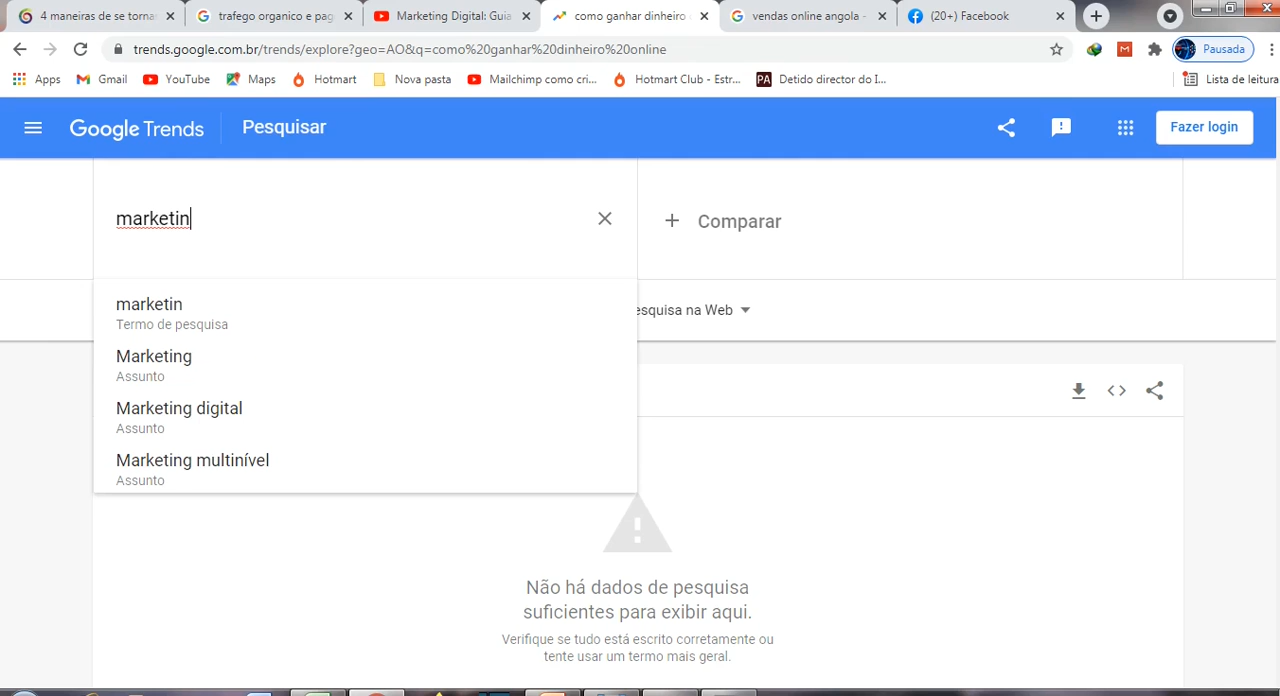 4 maneiras de se torna
trafego organico e pag
Marketing Digital: Guia
como ganhar dinheiro
vendas online angola -
(20+) Facebook
trends.google.com.br/trends/explore?geo=AO&q=como%20ganhar%20dinheiro%20online
Pausada
Apps
Gmail
YouTube
Maps
Hotmart
Nova pasta
Mailchimp como cri...
Hotmart Club - Estr...
PA
Detido director do I...
Lista de leitura
Google Trends
Pesquisar
Fazer login
marketin
Comparar
marketin
Termo de pesquisa
esquisa na Web
Marketing
Assunto
Marketing digital
Assunto
Marketing multinível
Assunto
Não há dados de pesquisa
suficientes para exibir aqui.
Verifique se tudo está escrito corretamente ou
tente usar um termo mais geral.